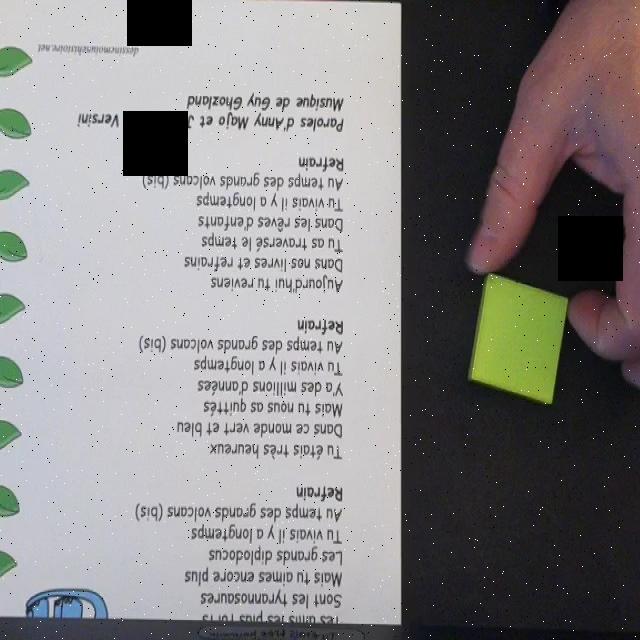 amis les plus forts
Sont les tyrannosaures
Mais tu aimes encore plus
Les grands diplodocus
Tu vivais il y a longtemps
Au temps des grands volcans (bis)
Refrain
Tu étais très heureux
Dans ce monde vert et bleu
Mais tu nous as quittés
Y'a des millions d'années
Tu vivais il y a longtemps
Au temps des grands volcans (bis)
Refrain
Aujourd'hui tu reviens
Dans nos livres et refrains
Tu as traversé le temps
Dans les rêves d'enfants
Tu vivais il y a longtemps
Au temps des grands volcans (bis)
Refrain
Paroles d'Anny Majo et Versini
Musique de Guy Ghozland
dessinemoiunehistoire.net